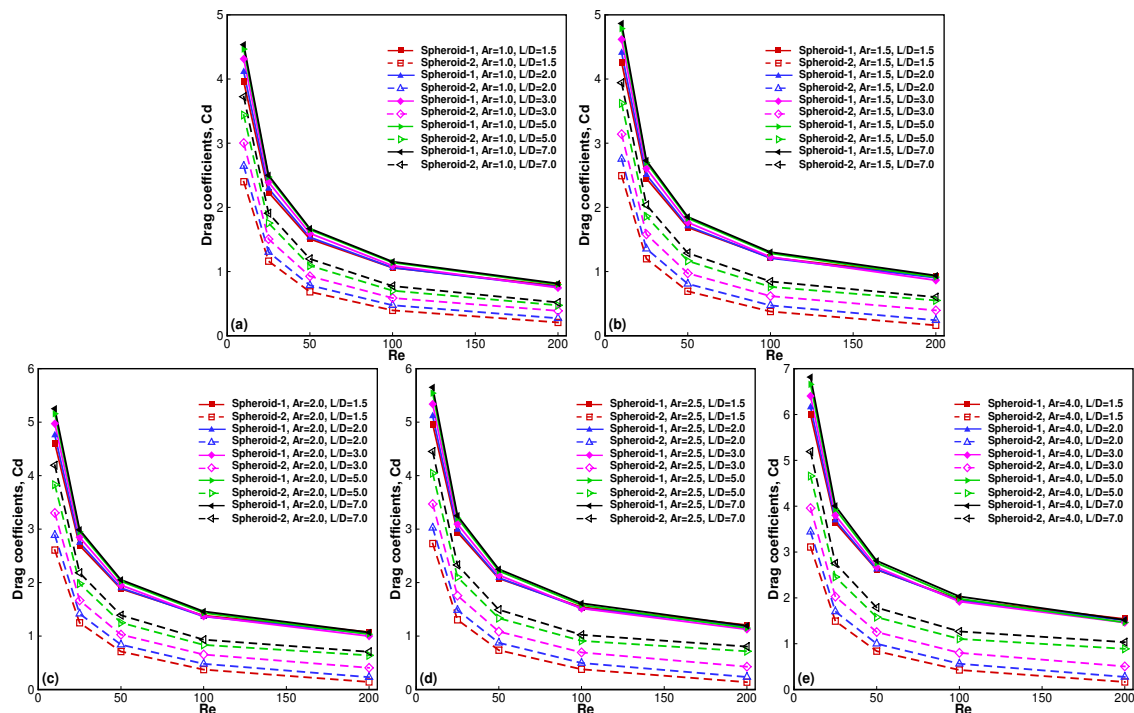 Drag coefficients, Cd
5
4
3
2
1
0
Spheroid-1, Ar=1.0, L/D=1.5
Spheroid-2, Ar=1.0, L/D=1.5
Spheroid-1, Ar=1.0, L/D=2.0
Spheroid-2, Ar=1.0, L/D=2.0
Spheroid-1, Ar=1.0, L/D=3.0
Spheroid-2, Ar=1.0, L/D=3.0
Spheroid-1, Ar=1.0, L/D=5.0
Spheroid-2, Ar=1.0, L/D=5.0
Spheroid-1, Ar=1.0, L/D=7.0
Spheroid-2, Ar=1.0, L/D=7.0
(a)
0 50 100 150 200
Re
Drag coefficients, Cd
5
4
3
2
1
0
Spheroid-1, Ar=1.5, L/D=1.5
Spheroid-2, Ar=1.5, L/D=1.5
Spheroid-1, Ar=1.5, L/D=2.0
Spheroid-2, Ar=1.5, L/D=2.0
Spheroid-1, Ar=1.5, L/D=3.0
Spheroid-2, Ar=1.5, L/D=3.0
Spheroid-1, Ar=1.5, L/D=5.0
Spheroid-2, Ar=1.5, L/D=5.0
Spheroid-1, Ar=1.5, L/D=7.0
Spheroid-2, Ar=1.5, L/D=7.0
(b)
0 50 100 150 200
Re
Drag coefficients, Cd
6
5
4
3
2
1
0
Spheroid-1, Ar=2.0, L/D=1.5
Spheroid-2, Ar=2.0, L/D=1.5
Spheroid-1, Ar=2.0, L/D=2.0
Spheroid-2, Ar=2.0, L/D=2.0
Spheroid-1, Ar=2.0, L/D=3.0
Spheroid-2, Ar=2.0, L/D=3.0
Spheroid-1, Ar=2.0, L/D=5.0
Spheroid-2, Ar=2.0, L/D=5.0
Spheroid-1, Ar=2.0, L/D=7.0
Spheroid-2, Ar=2.0, L/D=7.0
(c)
0 50 100 150 200
Re
Drag coefficients, Cd
6
5
4
3
2
1
0
Spheroid-1, Ar=2.5, L/D=1.5
Spheroid-2, Ar=2.5, L/D=1.5
Spheroid-1, Ar=2.5, L/D=2.0
Spheroid-2, Ar=2.5, L/D=2.0
Spheroid-1, Ar=2.5, L/D=3.0
Spheroid-2, Ar=2.5, L/D=3.0
Spheroid-1, Ar=2.5, L/D=5.0
Spheroid-2, Ar=2.5, L/D=5.0
Spheroid-1, Ar=2.5, L/D=7.0
Spheroid-2, Ar=2.5, L/D=7.0
(d)
0 50 100 150 200
Re
Drag coefficients, Cd
7
6
5
4
3
2
1
0
Spheroid-1, Ar=4.0, L/D=1.5
Spheroid-2, Ar=4.0, L/D=1.5
Spheroid-1, Ar=4.0, L/D=2.0
Spheroid-2, Ar=4.0, L/D=2.0
Spheroid-1, Ar=4.0, L/D=3.0
Spheroid-2, Ar=4.0, L/D=3.0
Spheroid-1, Ar=4.0, L/D=5.0
Spheroid-2, Ar=4.0, L/D=5.0
Spheroid-1, Ar=4.0, L/D=7.0
Spheroid-2, Ar=4.0, L/D=7.0
(e)
0 50 100 150 200
Re